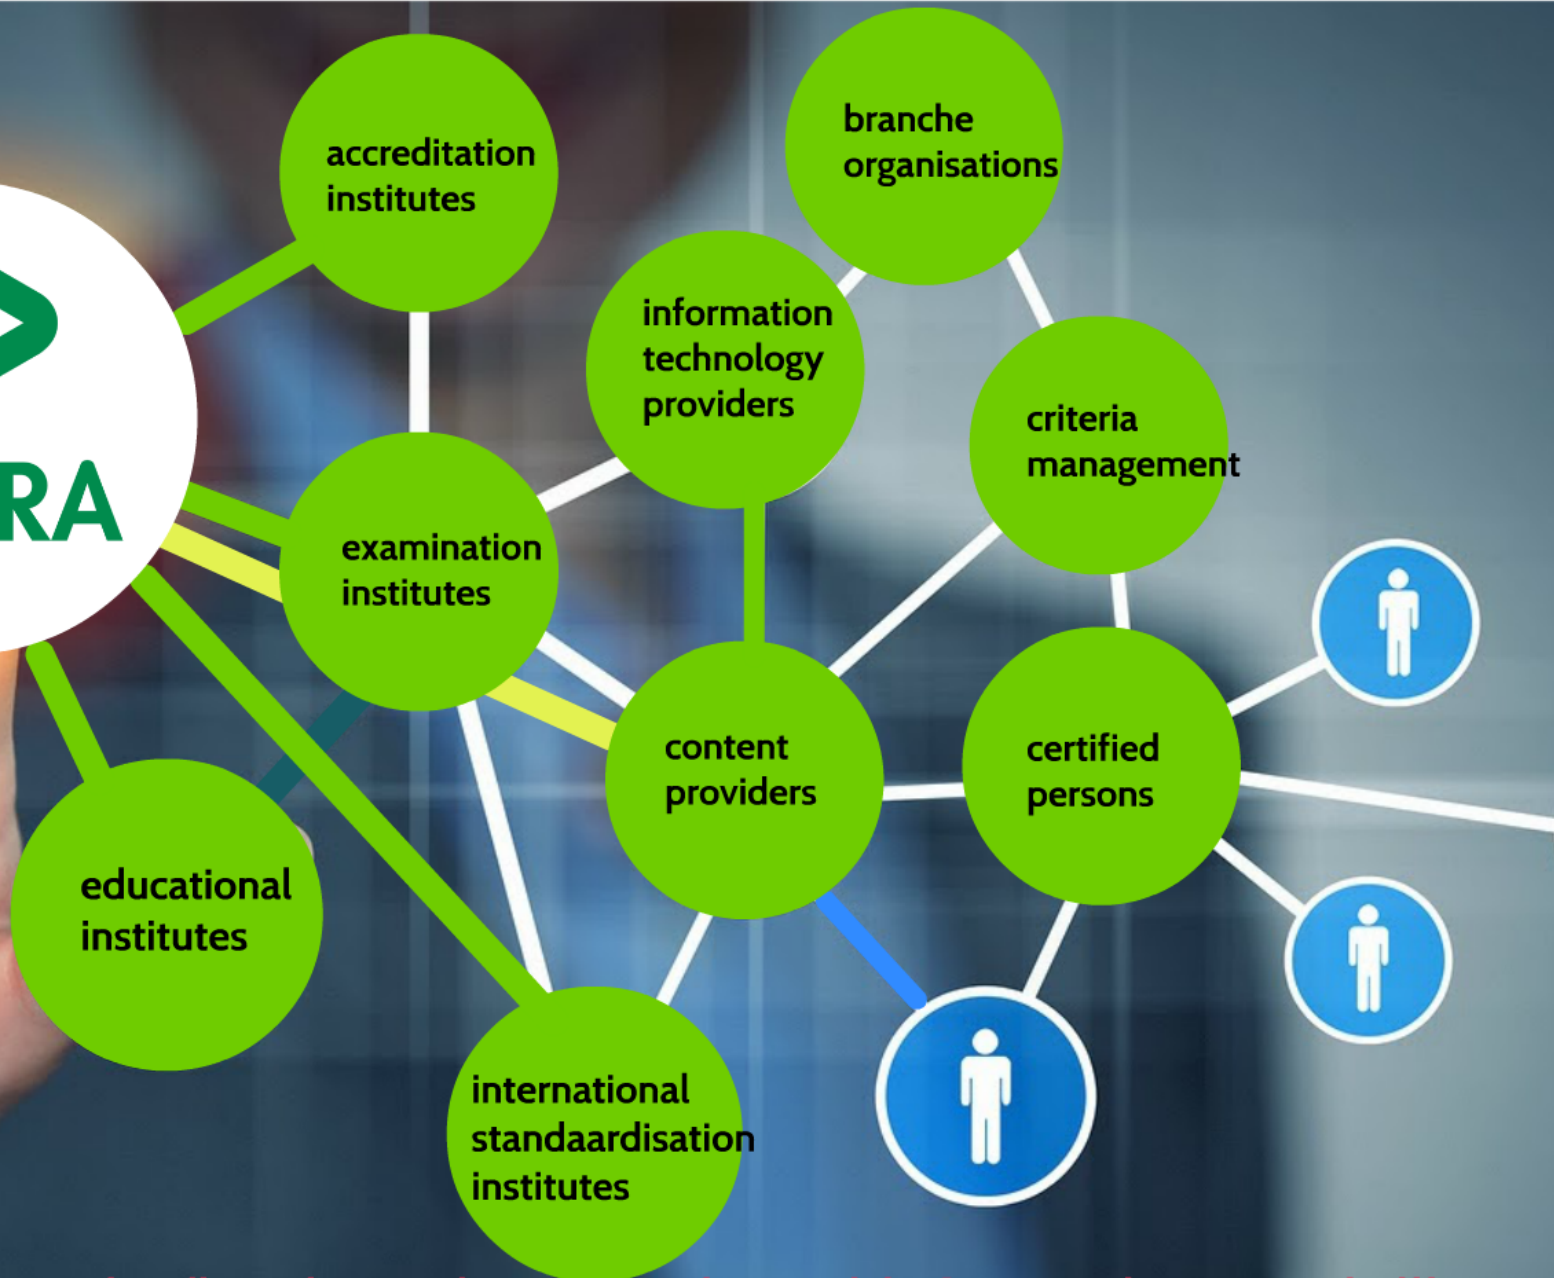 accreditation
institutes
branche
organisations
information
technology
providers
criteria
management
RA
examination
institutes
content
providers
certified
persons
educational
institutes
international
standaardisation
institutes